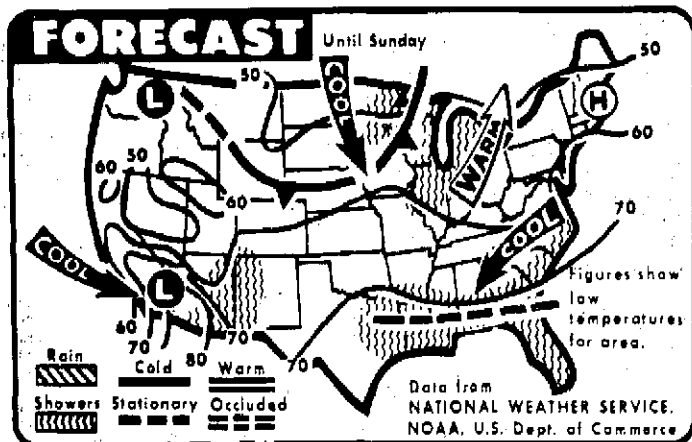 FORECAST
Until Sunday
50
50
COOL
L
H
WARM
60
60
50
60
70
COOL
COOL
L
Figures show
low
temperatures
for area.
60
70
80
70
70
Rain
Cold
Warm
Showers
Stationary
Occluded
Data from
NATIONAL WEATHER SERVICE,
NOAA, U.S. Dept. of Commerce